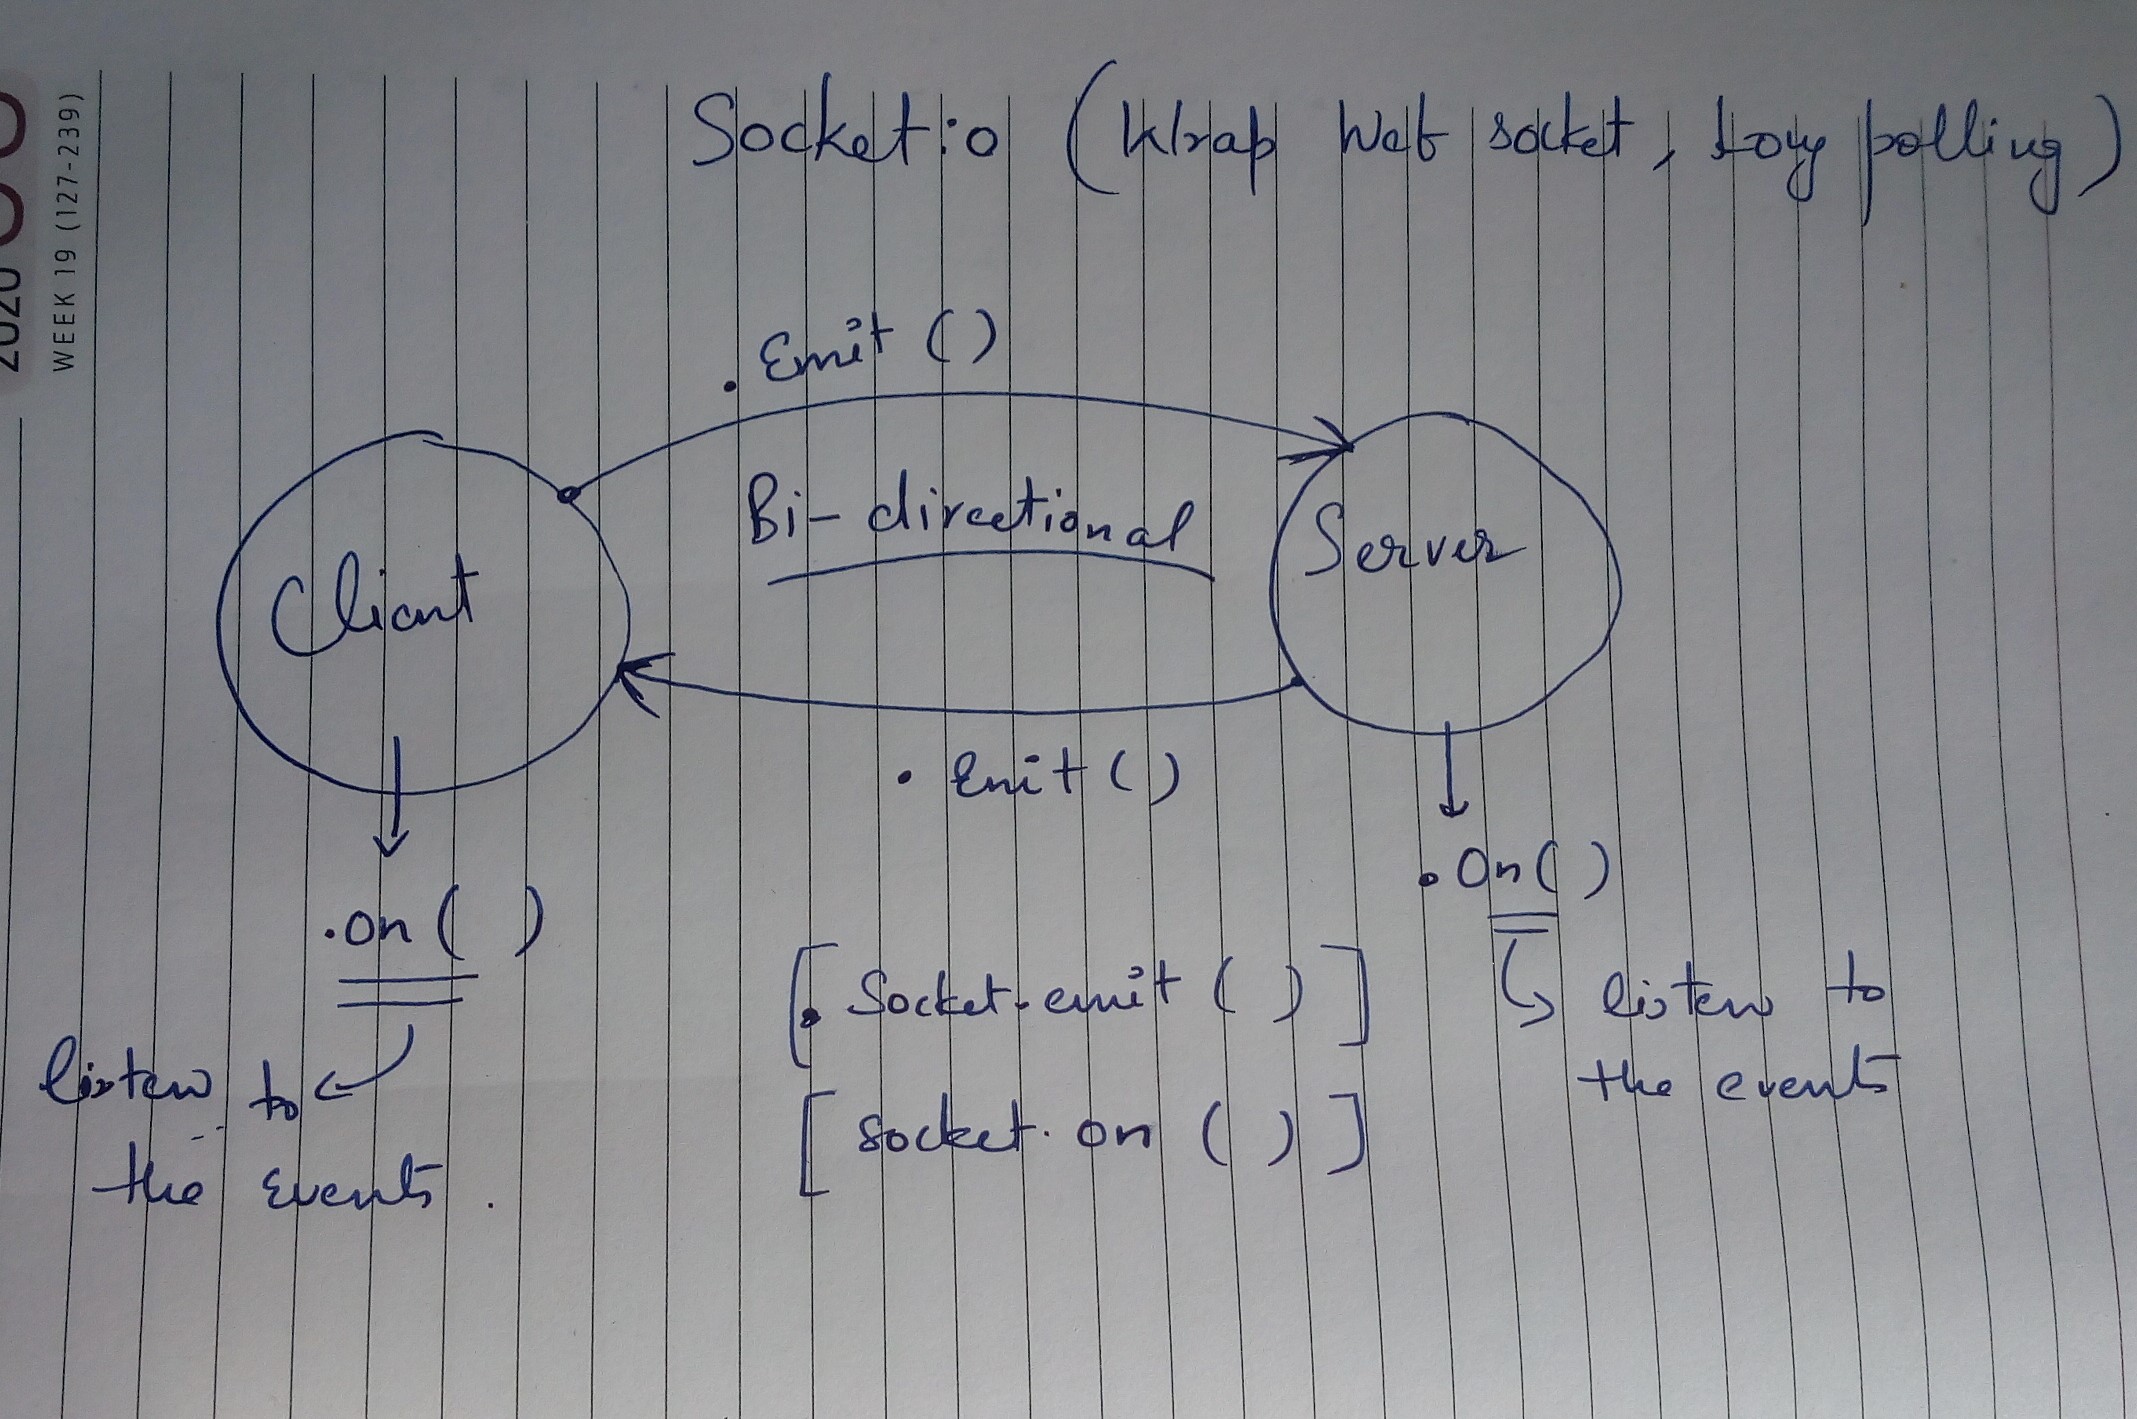 Socket:io (Wrap Web socket, Long polling)
2020
WEEK 19 (127-239)
.Emit ()
Bi-directional
Client
Server
. Emit ()
.On()
.on( )
[. Socket.emit ( ) ]
listen to
the events
listen to
the events.
[ socket. on ( ) ]